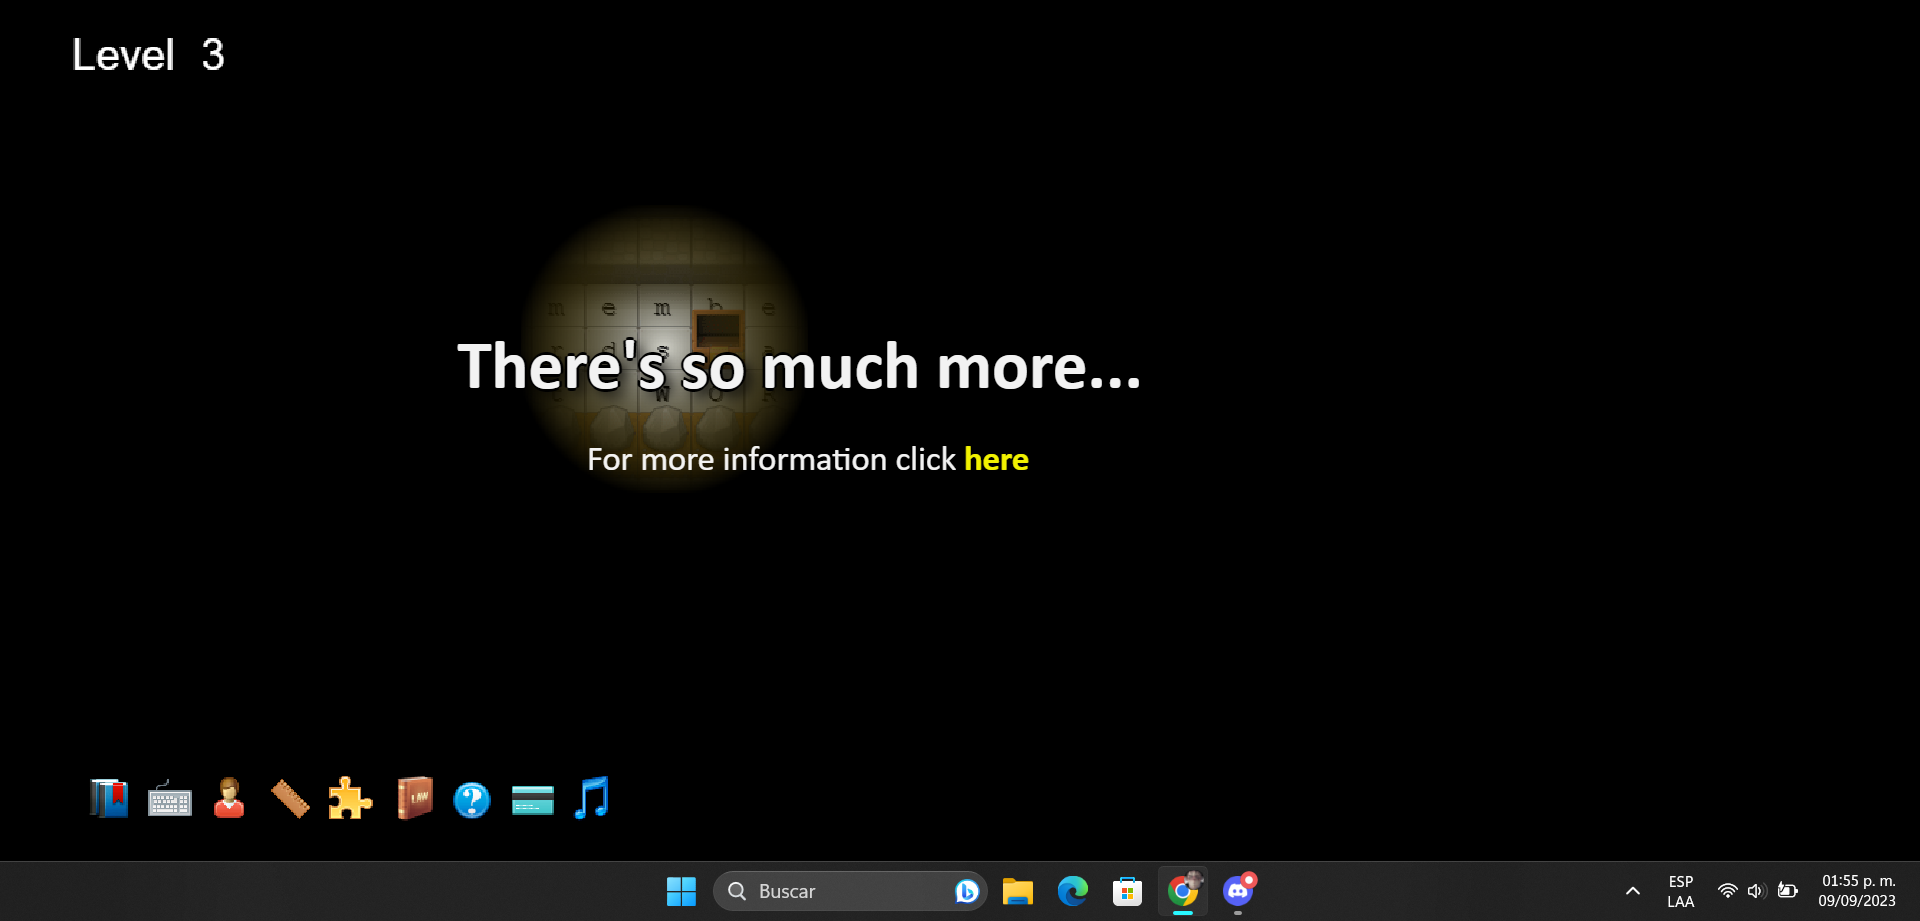 Level 3
m e m b e
There's so much more...
For more information click here
LAW
Buscar
ESP
LAA
01:55 p. m.
09/09/2023